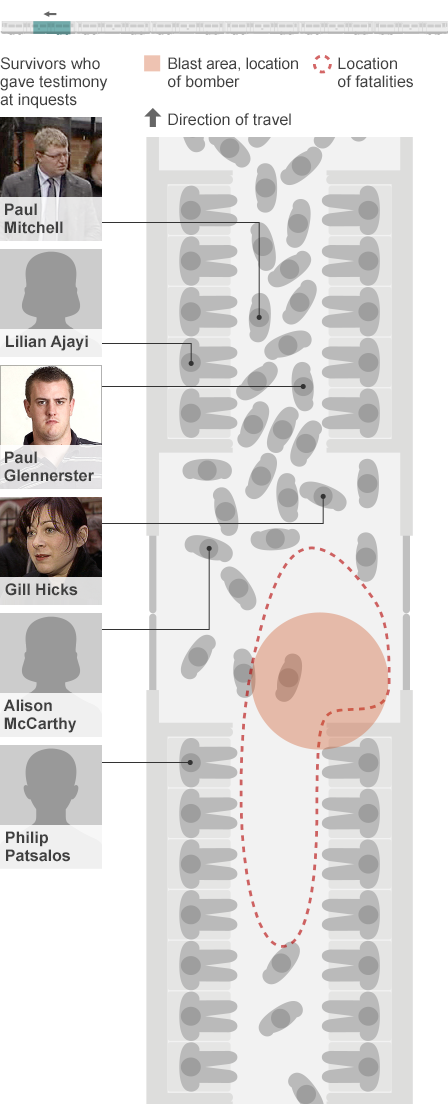 Survivors who
gave testimony
at inquests
Blast area, location
of bomber
Location
of fatalities
Direction of travel
Paul
Mitchell
Lilian Ajayi
Paul
Glennerster
Gill Hicks
Alison
McCarthy
Philip
Patsalos